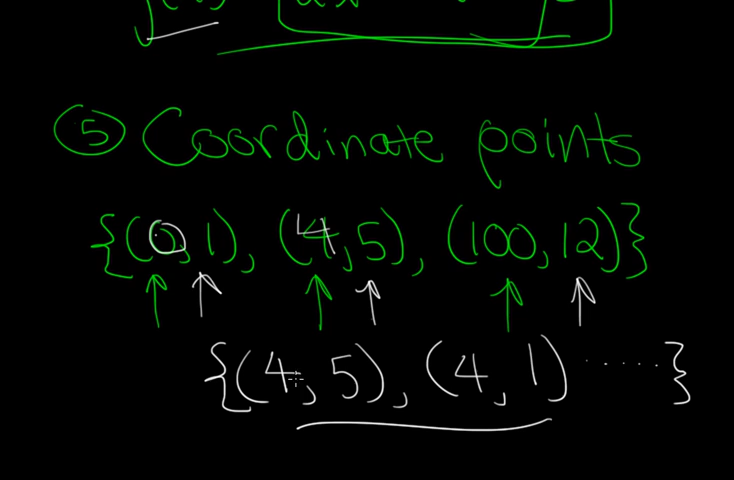 ⑤ Coordinate points
{(0,1), (4,5), (100,12)}
{(4,5), (4,1).....}